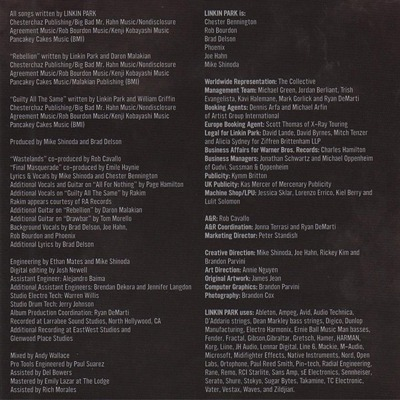 All songs written by LINKIN PARK
Chesterchaz Publishing/Big Bad Mr. Hahn Music/Nondisclosure
Agreement Music/Rob Bourdon Music/Kenji Kobayashi Music
Pancakey Cakes Music (BMI)
"Rebellion" written by Linkin Park and Daron Malakian
Chesterchaz Publishing/Big Bad Mr. Hahn Music/Nondisclosure
Agreement Music/Rob Bourdon Music/Kenji Kobayashi Music
Pancakey Cakes Music/Malakian Publishing (BMI)
"Guilty All The Same" written by Linkin Park and William Griffin
Chesterchaz Publishing/Big Bad Mr. Hahn Music/Nondisclosure
Agreement Music/Rob Bourdon Music/Kenji Kobayashi Music
Pancakey Cakes Music (BMI)
Produced by Mike Shinoda and Brad Delson
"Wastelands" co-produced by Rob Cavallo
"Final Masquerade" co-produced by Emile Haynie
Lyrics & Vocals by Mike Shinoda and Chester Bennington
Additional Vocals and Guitar on "All For Nothing" by Page Hamilton
Additional Vocals on "Guilty All The Same" by Rakim
Rakim appears courtesy of RA Records
Additional Guitar on "Rebellion" by Daron Malakian
Additional Guitar on "Drawbar" by Tom Morello
Background Vocals by Brad Delson, Joe Hahn,
Rob Bourdon and Phoenix
Additional Lyrics by Brad Delson
Engineering by Ethan Mates and Mike Shinoda
Digital editing by Josh Newell
Assistant Engineer: Alejandro Baima
Additional Assistant Engineers: Brendan Dekora and Jennifer Langdon
Studio Electro Tech: Warren Willis
Studio Drum Tech: Jerry Johnson
Album Production Coordination: Ryan DeMarti
Recorded at Larrabee Sound Studios, North Hollywood, CA
Additional Recording at EastWest Studios and
Glenwood Place Studios
Mixed by Andy Wallace
Pro Tools Engineered by Paul Suarez
Assisted by Del Bowers
Mastered by Emily Lazar at The Lodge
Assisted by Rich Morales
LINKIN PARK is:
Chester Bennington
Rob Bourdon
Brad Delson
Phoenix
Joe Hahn
Mike Shinoda
Worldwide Representation: The Collective
Management Team: Michael Green, Jordan Berliant, Trish
Evangelista, Kavi Halemane, Mark Gorlick and Ryan DeMarti
Booking Agents: Dennis Arfa and Michael Arfin
of Artist Group International
Europe Booking Agent: Scott Thomas of X-Ray Touring
Legal for Linkin Park: David Lande, David Byrnes, Mitch Tenzer
and Alicia Sydney for Ziffren Brittenham LLP
Business Affairs for Warner Bros. Records: Charles Hamilton
Business Managers: Jonathan Schwartz and Michael Oppenheim
of Gudvi, Sussman & Oppenheim
Publicity: Kymm Britton
UK Publicity: Kas Mercer of Mercenary Publicity
Machine Shop/LPU: Jessica Sklar, Lorenzo Errico, Kiel Berry and
Lulit Solomon
A&R: Rob Cavallo
A&R Coordination: Jonna Terrasi and Ryan DeMarti
Marketing Director: Peter Standish
Creative Direction: Mike Shinoda, Joe Hahn, Rickey Kim and
Brandon Parvini
Art Direction: Annie Nguyen
Original Artwork: James Jean
Computer Graphics: Brandon Parvini
Photography: Brandon Cox
LINKIN PARK uses: Ableton, Ampeg, Avid, Audio Technica,
D'Addario strings, Dean Markley bass strings, Digico, Dunlop
Manufacturing, Electro Harmonix, Ernie Ball Music Man basses,
Fender, Fractal, Gibson, Gibraltar, Gretsch, Hamer, HARMAN,
Korg, Line, JH Audio, Lennar Digital, Line 6, Mackie, M-Audio,
Microsoft, Midifighter Effects, Native Instruments, Nord, Open
Labs, Ortophone, Paul Reed Smith, Pin-tech, Radial Engineering,
Rane, Remo, RCI Starlite, Sans Amp, sE Electronics, Sennheiser,
Serato, Shure, Stokyo, Sugar Bytes, Takamine, TC Electronic,
Vater, Vestax, Waves, and Zildjian.